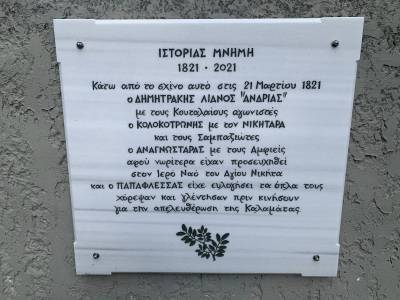 ΙΣΤΟΡΙΑΣ ΜΝΗΜΗ
1821 · 2021
Κάτω από το σχίνο αυτό στις 21 Μαρτίου 1821
ο ΔΗΜΗΤΡΑΚΗΣ ΛΙΑΝΟΣ "ΑΝΔΡΙΑΣ"
με τους Κουταλαίους αγωνιστές
ο ΚΟΛΟΚΟΤΡΩΝΗΣ με τον ΝΙΚΗΤΑΡΑ
και τους Σαμπαζιώτες
ο ΑΝΑΓΝΩΣΤΑΡΑΣ με τους Αμφιείς
αφού νωρίτερα είχαν προσευχηθεί
στον Ιερό Ναό του Αγίου Νικήτα
και ο ΠΑΠΑΦΛΕΣΣΑΣ είχε ευλογήσει τα όπλα τους
χόρεψαν και γλέντησαν πριν κινήσουν
για την απελευθέρωση της Καλαμάτας